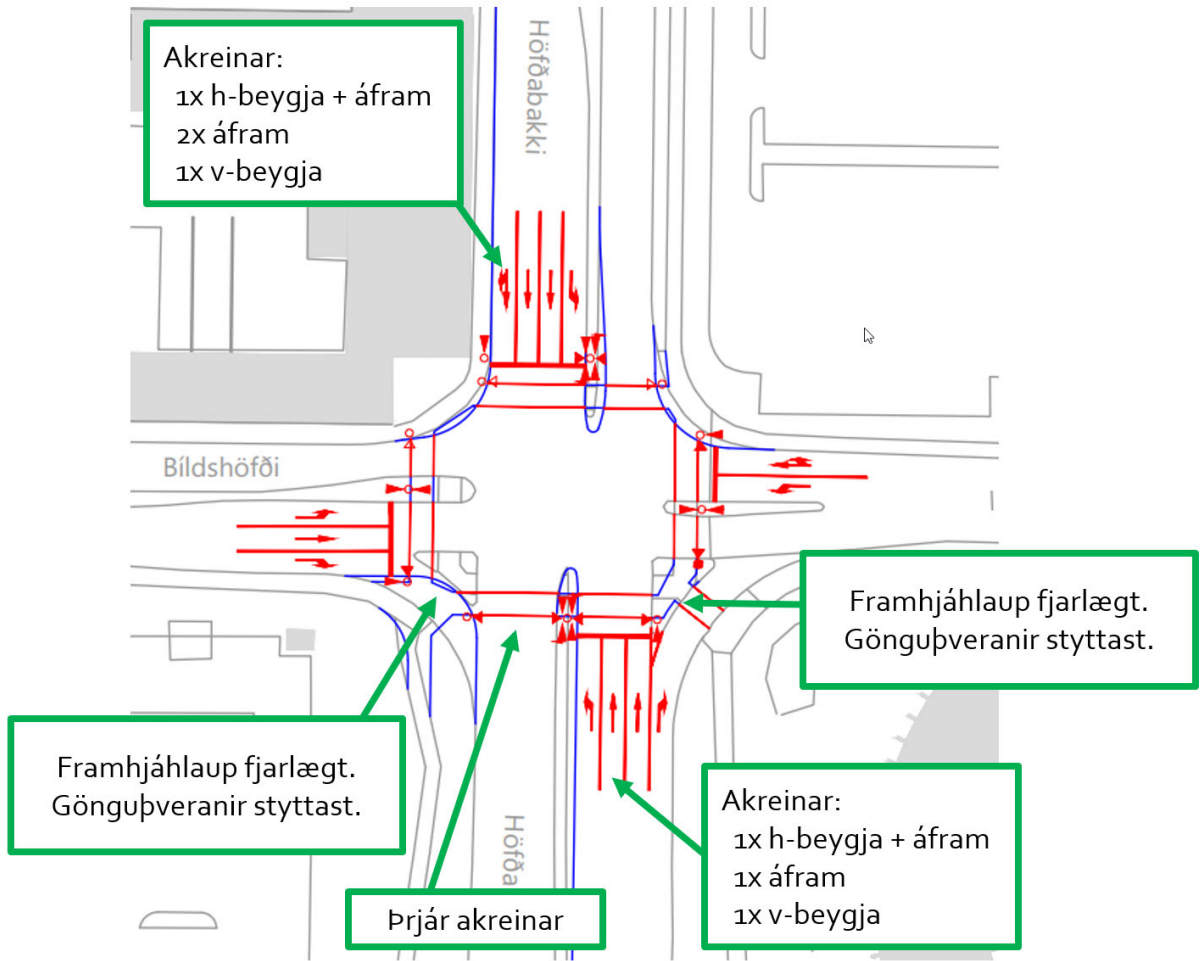 Akreinar:
1x h-beygja + áfram
2x áfram
1x v-beygja
Höfðabakki
Bíldshöfði
Framhjáhlaup fjarlægt.
Gönguþveranir styttast.
Framhjáhlaup fjarlægt.
Gönguþveranir styttast.
Akreinar:
1x h-beygja + áfram
1x áfram
1x v-beygja
Höfða
Þrjár akreinar